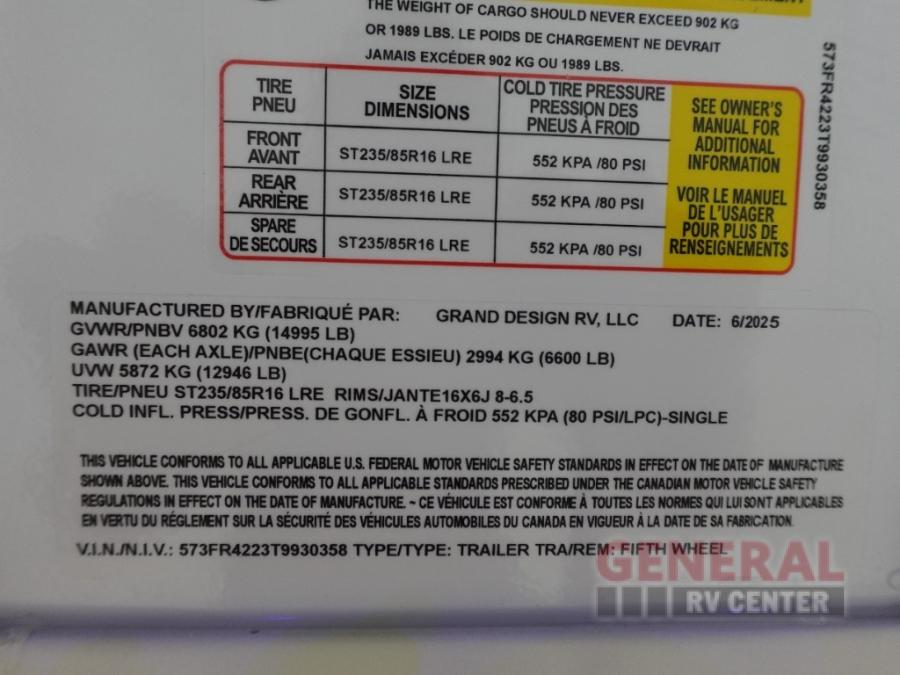 THE WEIGHT OF CARGO SHOULD NEVER EXCEED 902 KG
OR 1989 LBS. LE POIDS DE CHARGEMENT NE DEVRAIT
JAMAIS EXCÉDER 902 KG OU 1989 LBS.
TIRE
PNEU
SIZE
DIMENSIONS
COLD TIRE PRESSURE
PRESSION DES
PNEUS À FROID
FRONT
AVANT
ST235/85R16 LRE
552 KPA /80 PSI
REAR
ARRIÈRE
ST235/85R16 LRE
552 KPA /80 PSI
SPARE
DE SECOURS
ST235/85R16 LRE
552 KPA /80 PSI
SEE OWNER'S
MANUAL FOR
ADDITIONAL
INFORMATION
VOIR LE MANUEL
DE L'USAGER
POUR PLUS DE
RENSEIGNEMENTS
573FR4223T9930358
MANUFACTURED BY/FABRIQUÉ PAR: GRAND DESIGN RV, LLC DATE: 6/2025
GVWR/PNBV 6802 KG (14995 LB)
GAWR (EACH AXLE)/PNBE(CHAQUE ESSIEU) 2994 KG (6600 LB)
UVW 5872 KG (12946 LB)
TIRE/PNEU ST235/85R16 LRE RIMS/JANTE16X6J 8-6.5
COLD INFL. PRESS/PRESS. DE GONFL. À FROID 552 KPA (80 PSI/LPC)-SINGLE
THIS VEHICLE CONFORMS TO ALL APPLICABLE U.S. FEDERAL MOTOR VEHICLE SAFETY STANDARDS IN EFFECT ON THE DATE OF MANUFACTURE
SHOWN ABOVE. THIS VEHICLE CONFORMS TO ALL APPLICABLE STANDARDS PRESCRIBED UNDER THE CANADIAN MOTOR VEHICLE SAFETY
REGULATIONS IN EFFECT ON THE DATE OF MANUFACTURE. ~ CE VÉHICULE EST CONFORME À TOUTES LES NORMES QUI LUI SONT APPLICABLES
EN VERTU DU RÉGLEMENT SUR LA SÉCURITÉ DES VÉHICULES AUTOMOBILES DU CANADA EN VIGUEUR À LA DATE DE SA FABRICATION.
V.I.N./N.I.V.: 573FR4223T9930358 TYPE/TYPE: TRAILER TRA/REM: FIFTH WHEEL
GENERAL
RV CENTER